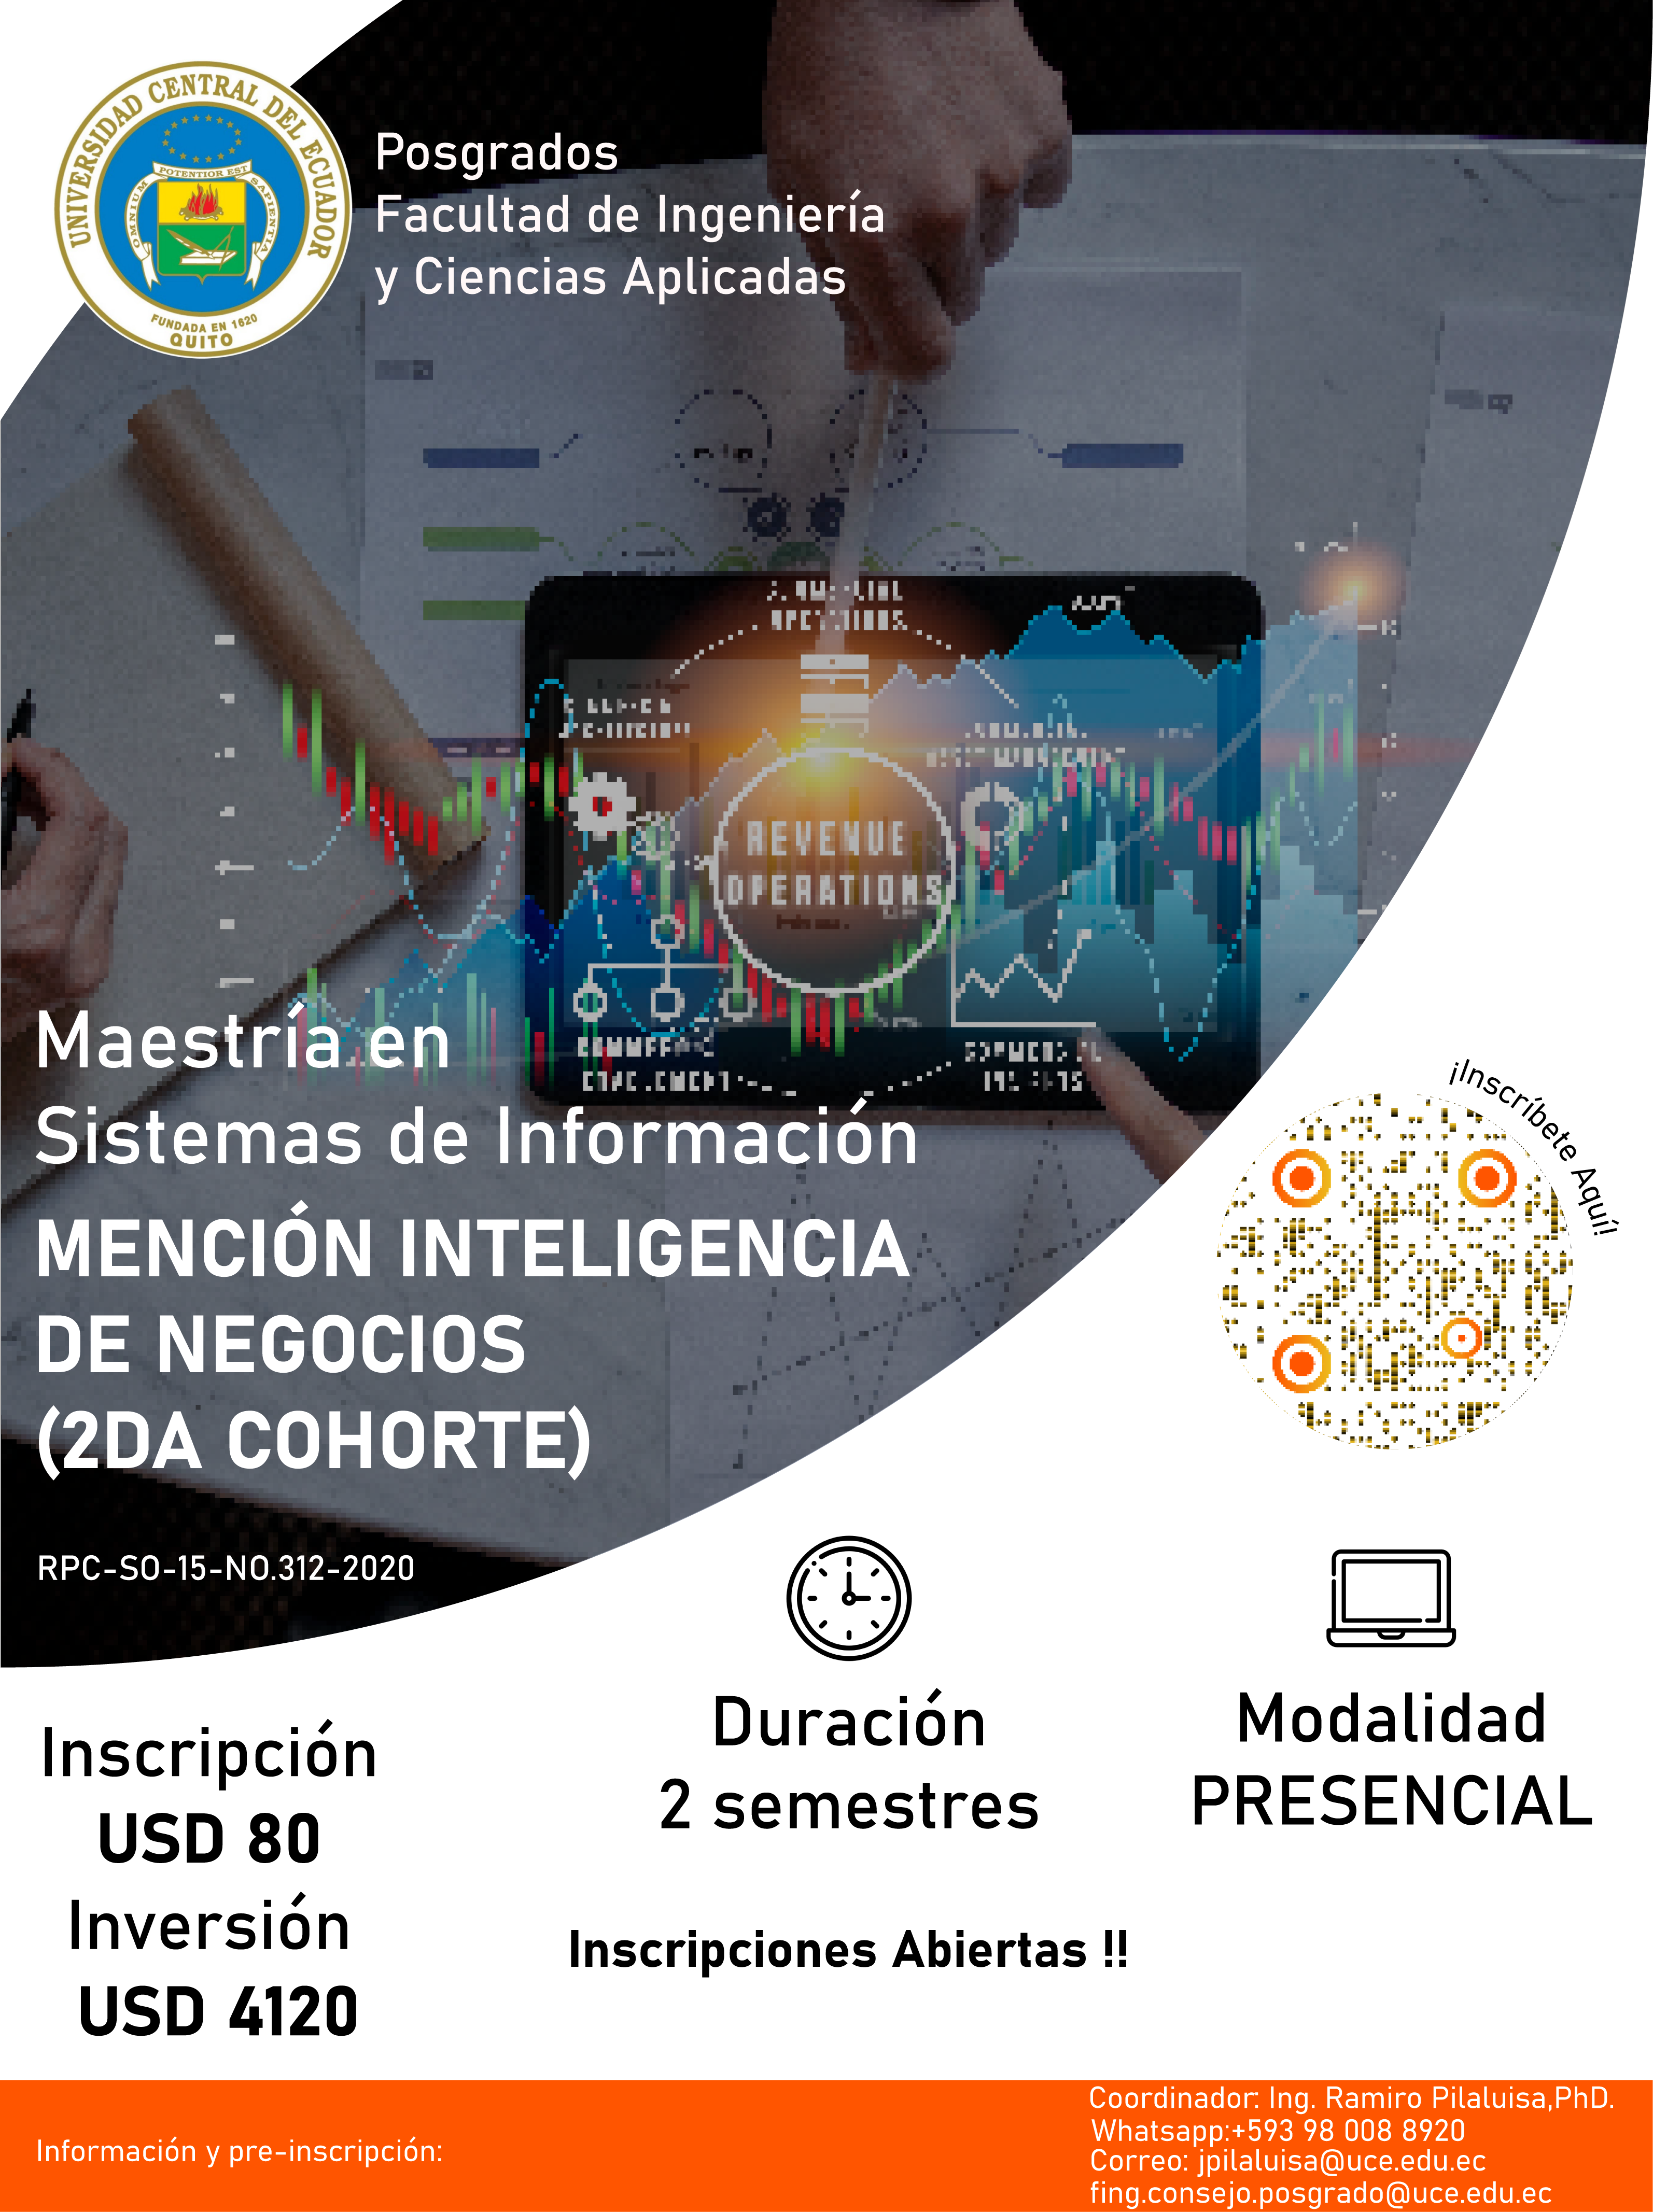 UNIVERSIDAD CENTRAL DEL ECUADOR
OMNIUM POTENTIOR EST SAPIENTIA
FUNDADA EN 1620
QUITO
Posgrados
Facultad de Ingeniería
y Ciencias Aplicadas
REVENUE
OPERATIONS
Maestría en
Sistemas de Información
MENCIÓN INTELIGENCIA
DE NEGOCIOS
(2DA COHORTE)
RPC-SO-15-NO.312-2020
¡Inscríbete Aquí!
Inscripción
USD 80
Inversión
USD 4120
Duración
2 semestres
Modalidad
PRESENCIAL
Inscripciones Abiertas !!
Información y pre-inscripción:
Coordinador: Ing. Ramiro Pilaluisa,PhD.
Whatsapp:+593 98 008 8920
Correo: jpilaluisa@uce.edu.ec
fing.consejo.posgrado@uce.edu.ec